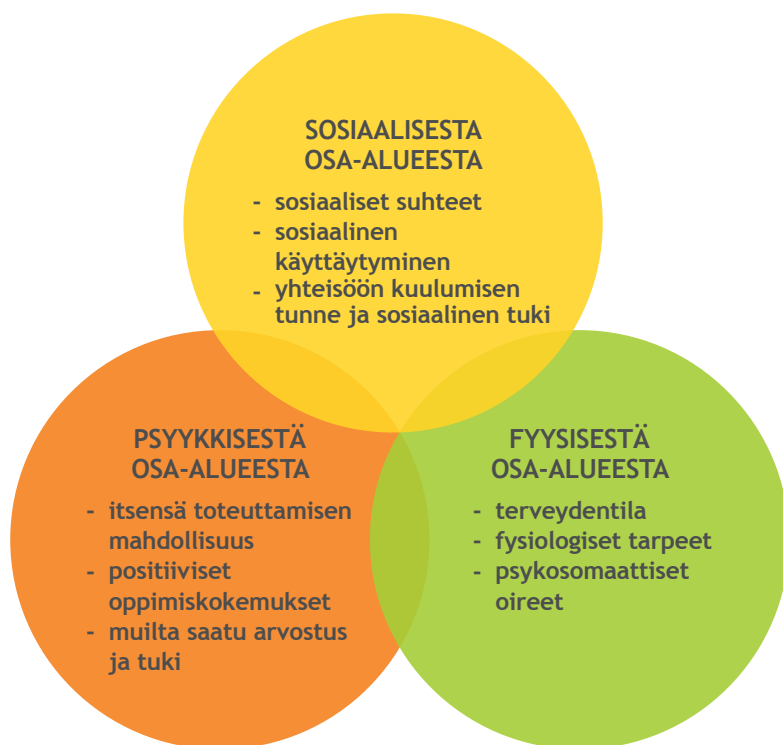 SOSIAALISESTA
OSA-ALUEESTA
- sosiaaliset suhteet
- sosiaalinen
käyttäytyminen
- yhteisöön kuulumisen
tunne ja sosiaalinen tuki
PSYYKKISESTÄ
OSA-ALUEESTA
- itsensä toteuttamisen
mahdollisuus
- positiiviset
oppimiskokemukset
- muilta saatu arvostus
ja tuki
FYYSISESTÄ
OSA-ALUEESTA
- terveydentila
- fysiologiset tarpeet
- psykosomaattiset
oireet